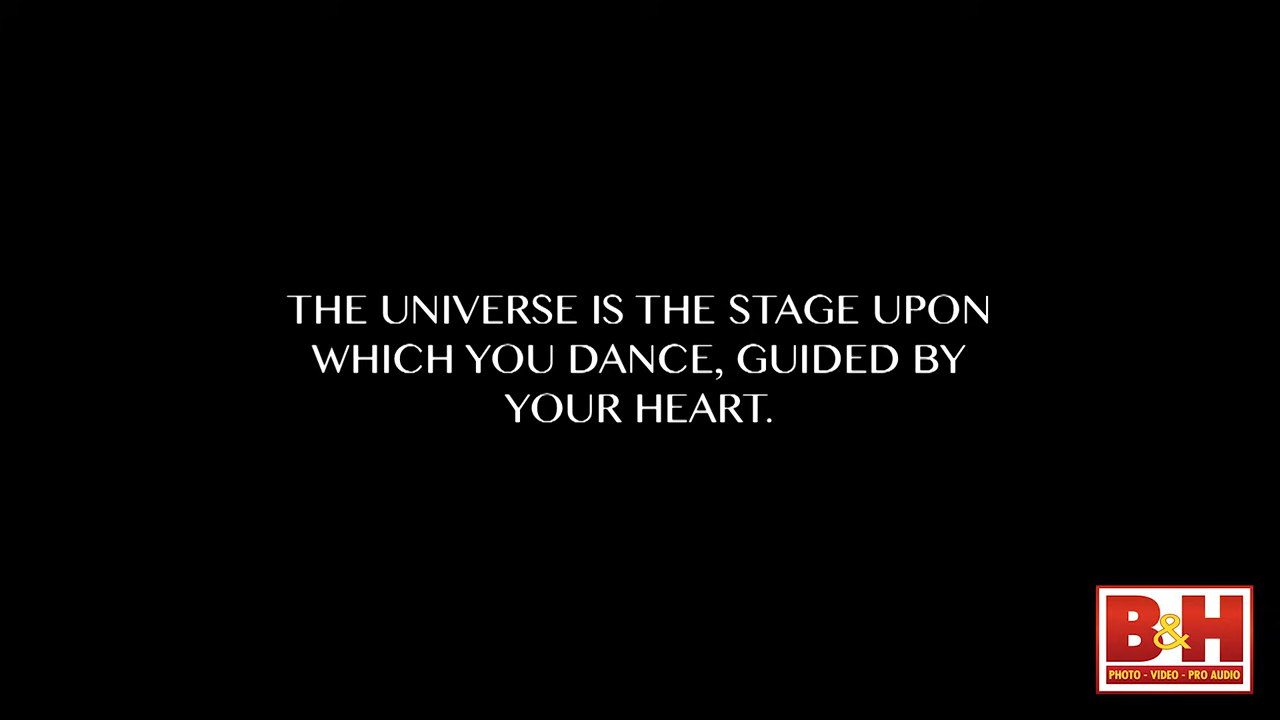 THE UNIVERSE IS THE STAGE UPON
WHICH YOU DANCE, GUIDED BY
YOUR HEART.
B&H
PHOTO - VIDEO - PRO AUDIO